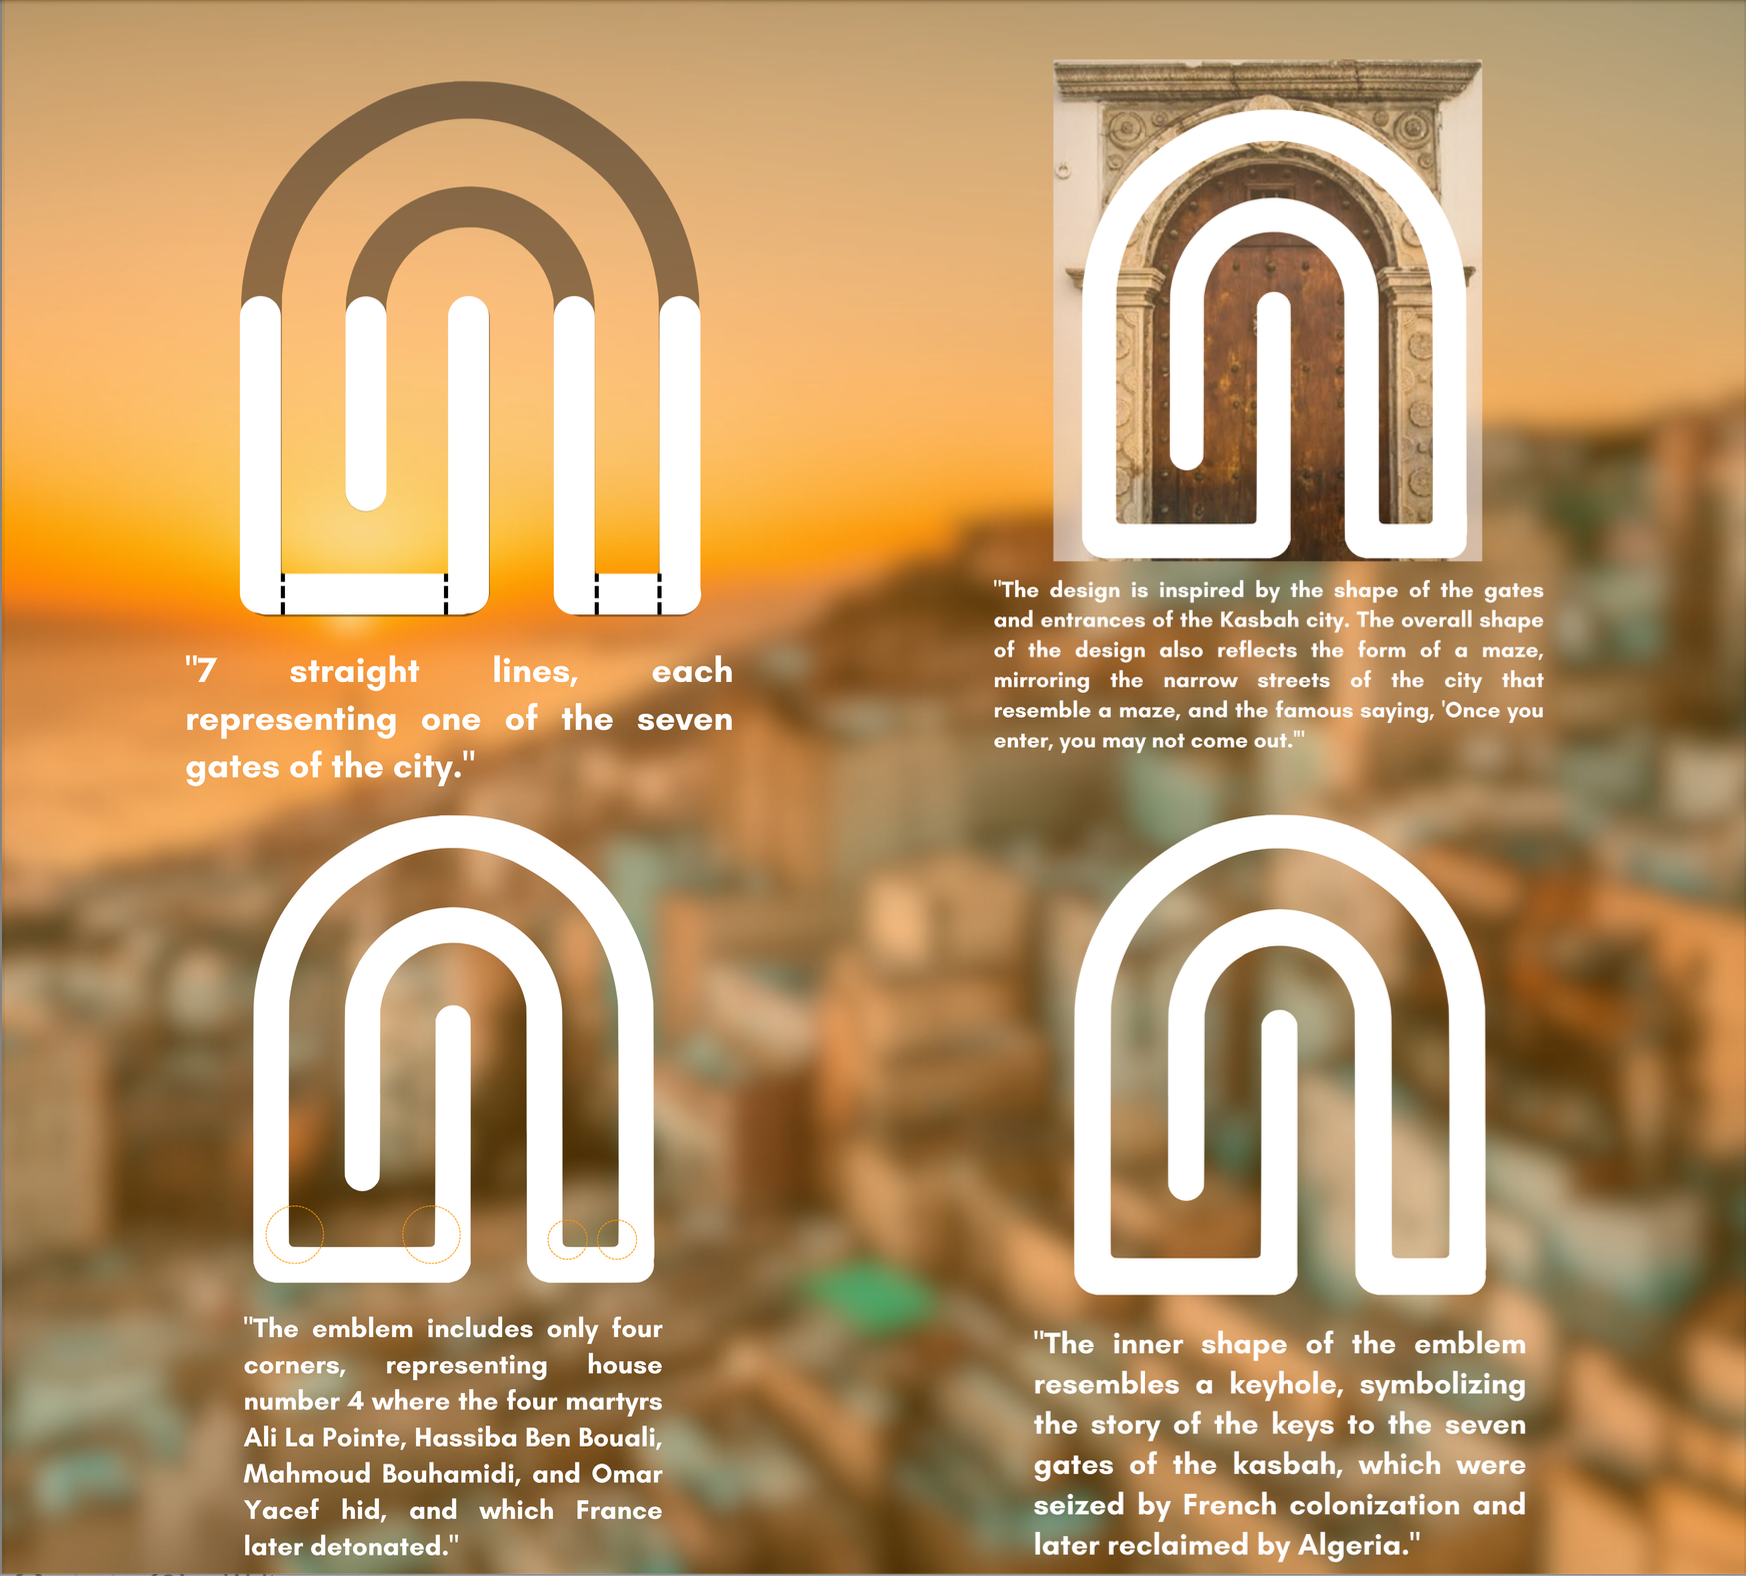 "7 straight lines, each
representing one of the seven
gates of the city."
"The design is inspired by the shape of the gates
and entrances of the Kasbah city. The overall shape
of the design also reflects the form of a maze,
mirroring the narrow streets of the city that
resemble a maze, and the famous saying, 'Once you
enter, you may not come out.'"
"The emblem includes only four
corners, representing house
number 4 where the four martyrs
Ali La Pointe, Hassiba Ben Bouali,
Mahmoud Bouhamidi, and Omar
Yacef hid, and which France
later detonated."
"The inner shape of the emblem
resembles a keyhole, symbolizing
the story of the keys to the seven
gates of the kasbah, which were
seized by French colonization and
later reclaimed by Algeria."